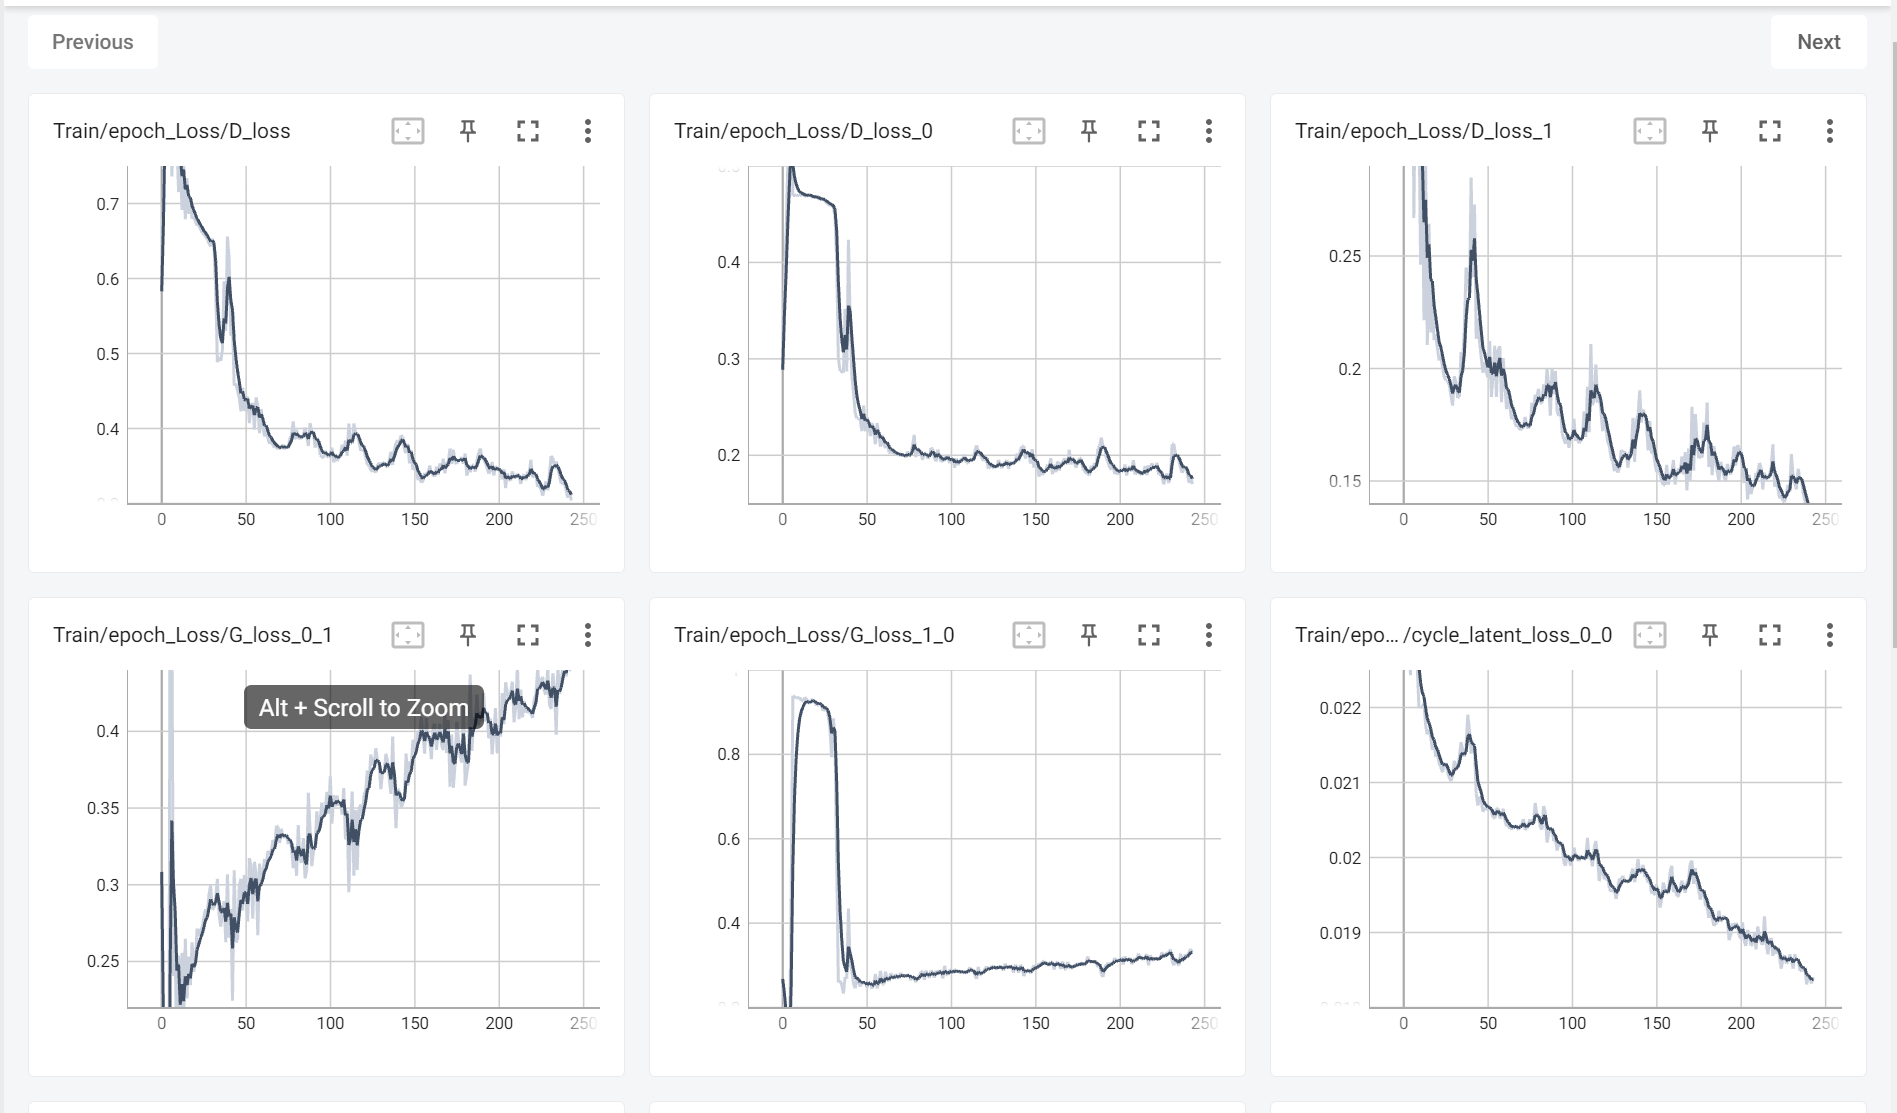 Previous
Next
Train/epoch_Loss/D_loss
0.7
0.6
0.5
0.4
0 50 100 150 200 250
Train/epoch_Loss/D_loss_0
0.4
0.3
0.2
0 50 100 150 200 250
Train/epoch_Loss/D_loss_1
0.25
0.2
0.15
0 50 100 150 200 250
Train/epoch_Loss/G_loss_0_1
Alt + Scroll to Zoom
0.4
0.35
0.3
0.25
0 50 100 150 200 250
Train/epoch_Loss/G_loss_1_0
0.8
0.6
0.4
0 50 100 150 200 250
Train/epo... /cycle_latent_loss_0_0
0.022
0.021
0.02
0.019
0 50 100 150 200 250